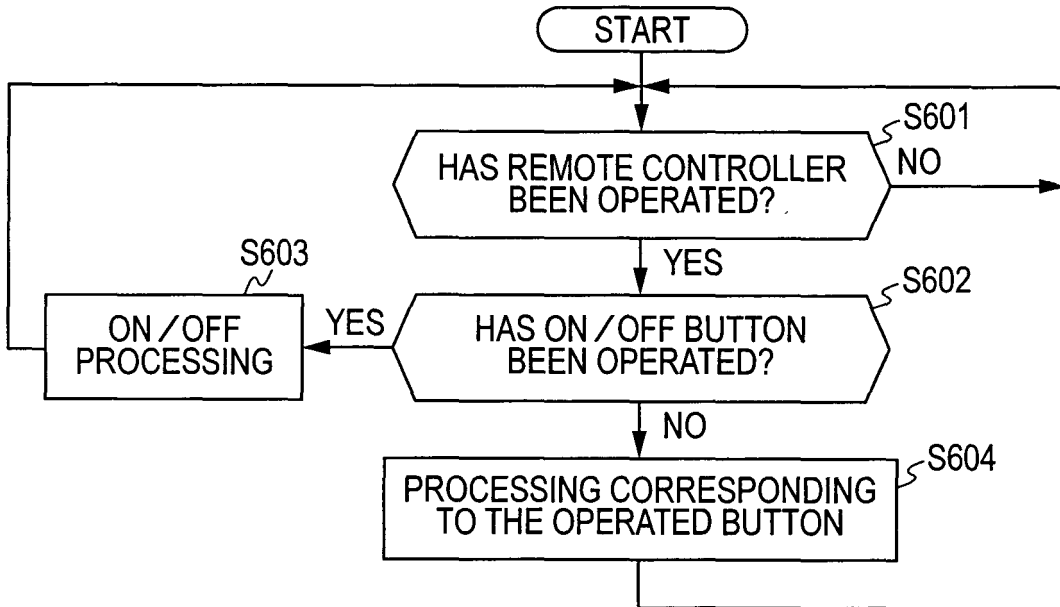 START
S601
HAS REMOTE CONTROLLER
BEEN OPERATED?
NO
YES
S603
S602
ON/OFF
PROCESSING
YES
HAS ON/OFF BUTTON
BEEN OPERATED?
NO
S604
PROCESSING CORRESPONDING
TO THE OPERATED BUTTON